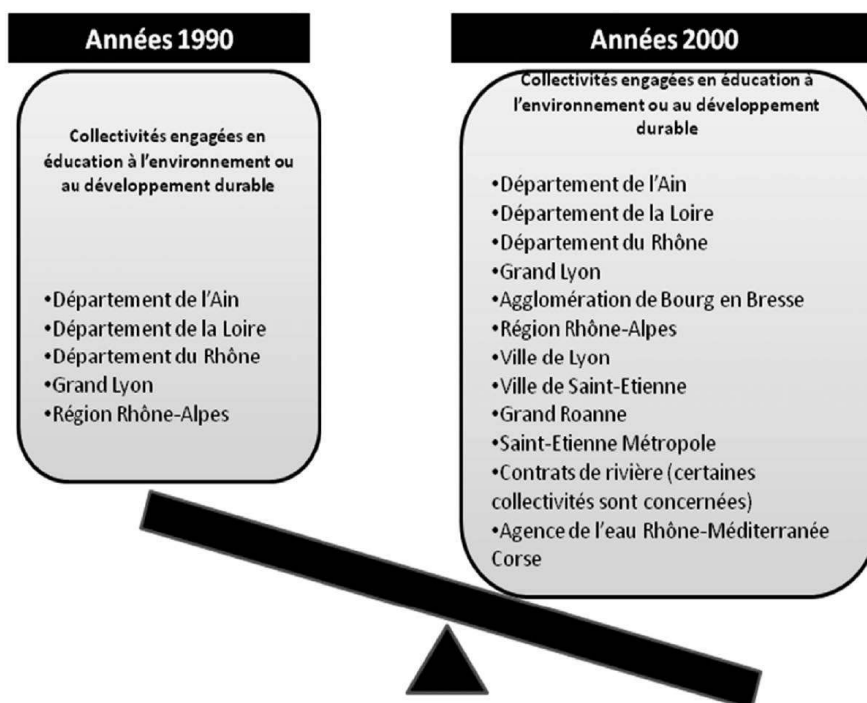 Années 1990
Collectivités engagées en
éducation à l'environnement ou
au développement durable
•Département de l'Ain
•Département de la Loire
•Département du Rhône
•Grand Lyon
•Région Rhône-Alpes
Années 2000
Collectivités engagées en éducation à
l'environnement ou au développement
durable
•Département de l'Ain
•Département de la Loire
•Département du Rhône
•Grand Lyon
•Agglomération de Bourg en Bresse
•Région Rhône-Alpes
•Ville de Lyon
•Ville de Saint-Etienne
•Grand Roanne
•Saint-Etienne Métropole
•Contrats de rivière (certaines
collectivités sont concernées)
•Agence de l'eau Rhône-Méditerranée
Corse